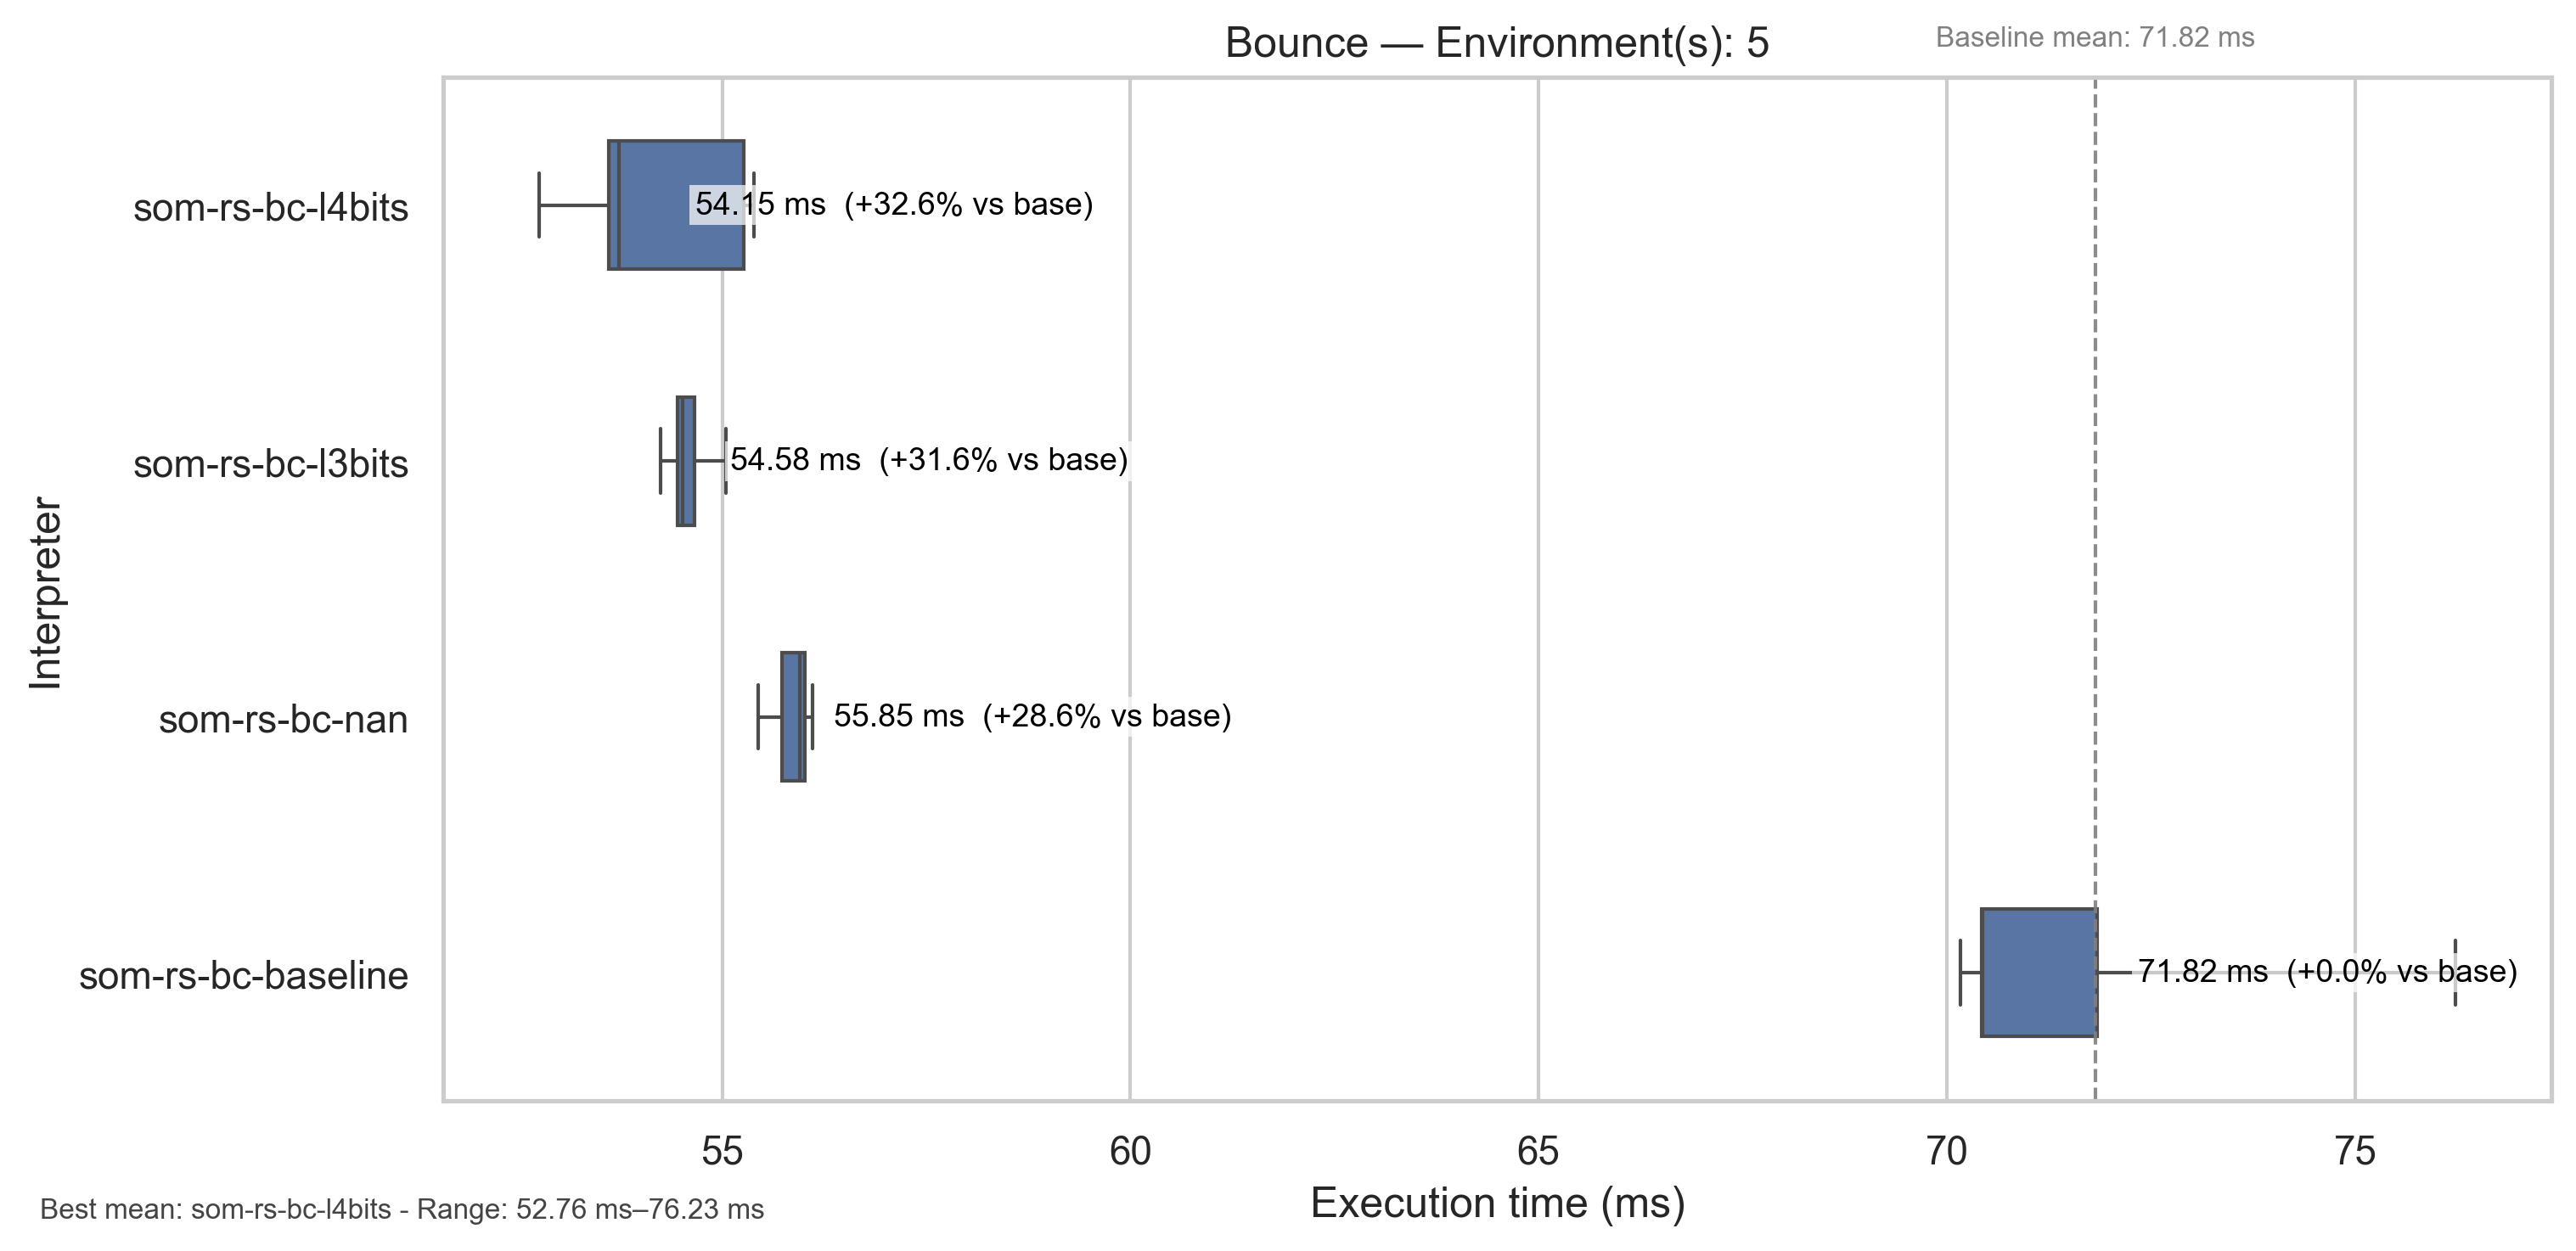 Bounce — Environment(s): 5
Baseline mean: 71.82 ms
Interpreter
som-rs-bc-l4bits
54.15 ms  (+32.6% vs base)
som-rs-bc-l3bits
54.58 ms  (+31.6% vs base)
som-rs-bc-nan
55.85 ms  (+28.6% vs base)
som-rs-bc-baseline
71.82 ms  (+0.0% vs base)
55 60 65 70 75
Execution time (ms)
Best mean: som-rs-bc-l4bits - Range: 52.76 ms–76.23 ms